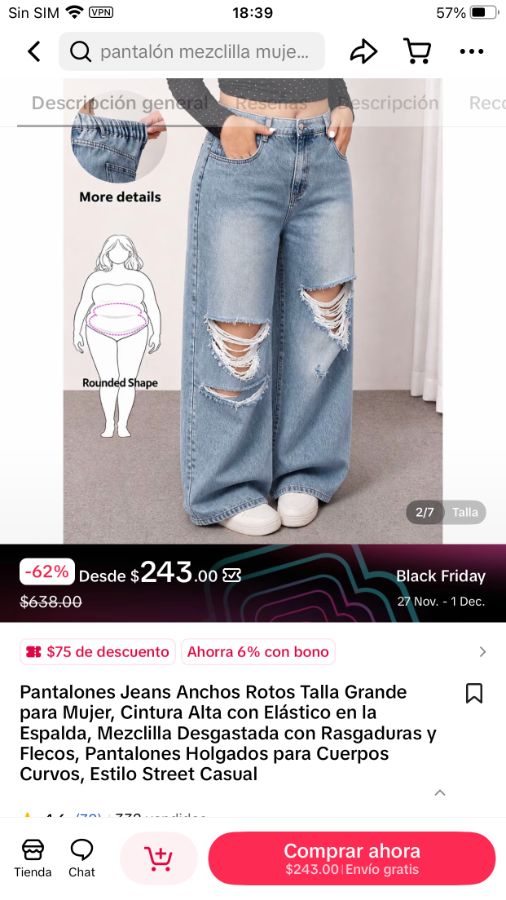 Sin SIM VPN 18:39 57%
pantalón mezclilla muje...
Descripción general Reseñas Descripción
More details
Rounded Shape
2/7 Talla
-62% Desde $243.00
$638.00
Black Friday
27 Nov. - 1 Dec.
$75 de descuento Ahorra 6% con bono
Pantalones Jeans Anchos Rotos Talla Grande
para Mujer, Cintura Alta con Elástico en la
Espalda, Mezclilla Desgastada con Rasgaduras y
Flecos, Pantalones Holgados para Cuerpos
Curvos, Estilo Street Casual
Tienda Chat
Comprar ahora
$243.00 | Envío gratis